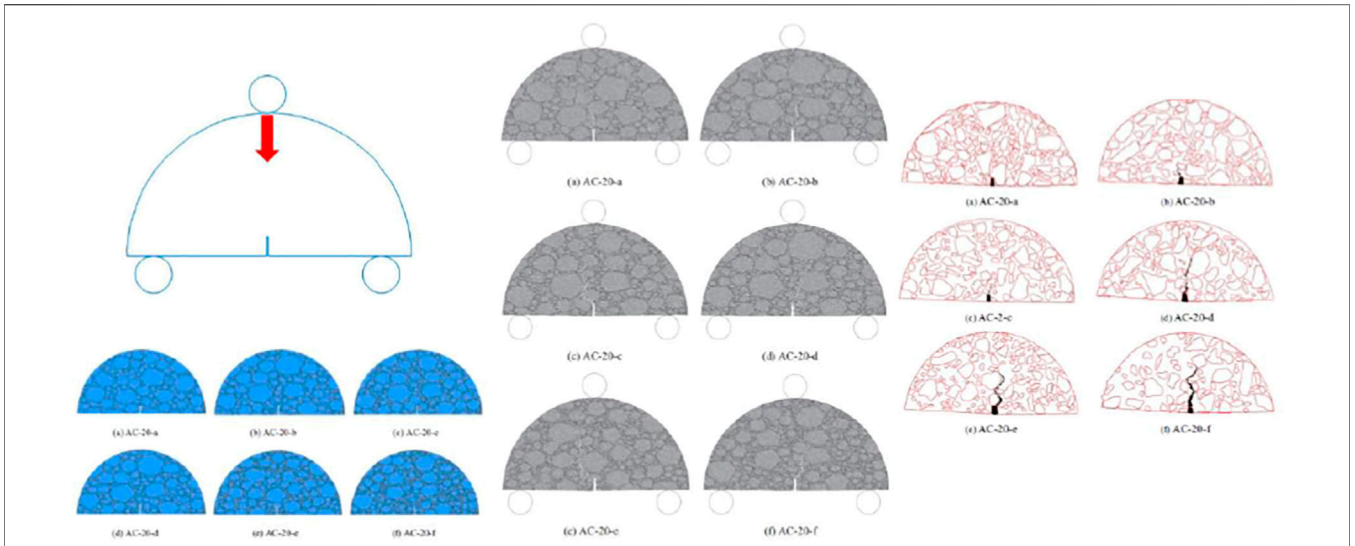 (a) AC-20-a
(b) AC-20-b
(c) AC-20-c
(d) AC-20-d
(e) AC-20-e
(f) AC-20-f
(a) AC-20-a
(b) AC-20-b
(c) AC-20-c
(d) AC-20-d
(e) AC-20-e
(f) AC-20-f
(a) AC-20-a
(b) AC-20-b
(c) AC-2-c
(d) AC-20-d
(e) AC-20-e
(f) AC-20-f